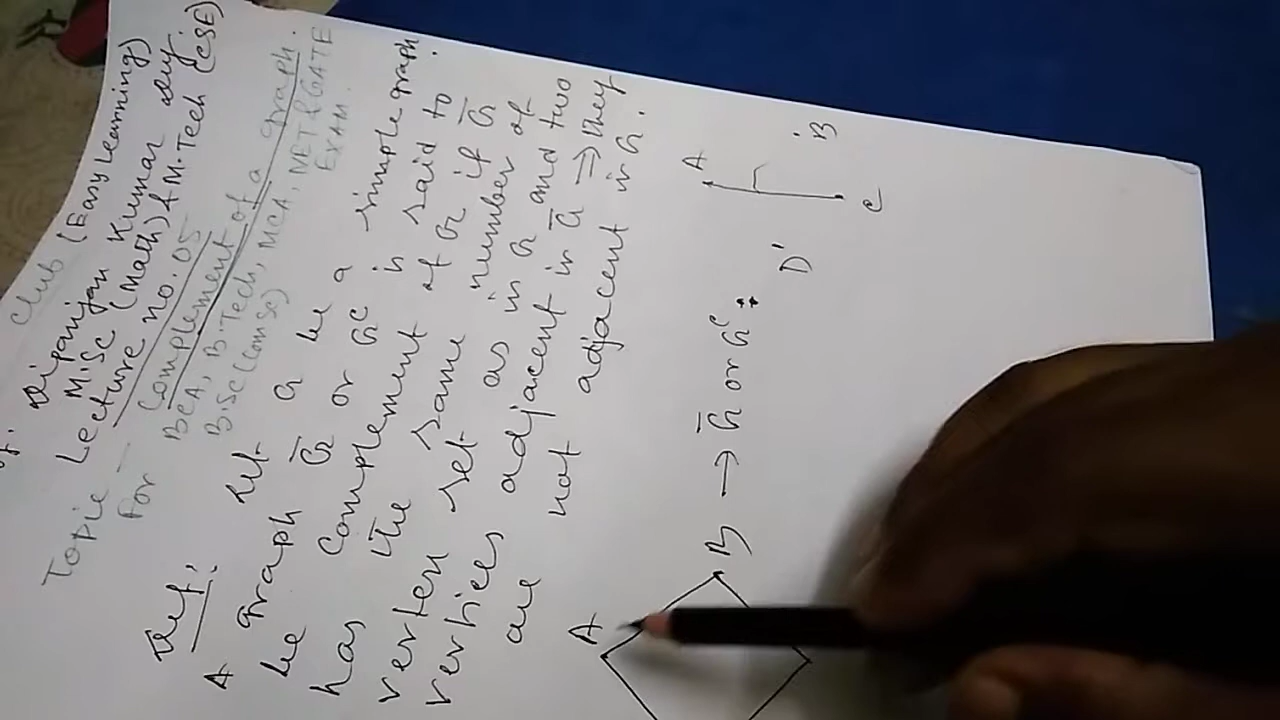 Club (Easy Learning)
Dipanjan Kumar Dey.
M.Sc (Math) & M.Tech (CSE)
Lecture no. 05
Topic - Complement of a graph.
For BCA, B.Tech, MCA, NET & GATE
B.Sc (Com Sc) EXAM.
Def.
Let G be a simple graph.
A graph G̅ or Gᶜ is said to
be complement of G if G̅
has the same number of
vertex set as in G and two
vertices adjacent in G̅ ⇒ they
are not adjacent in G.
A
B → G̅ or Gᶜ:
A
B
C
D'